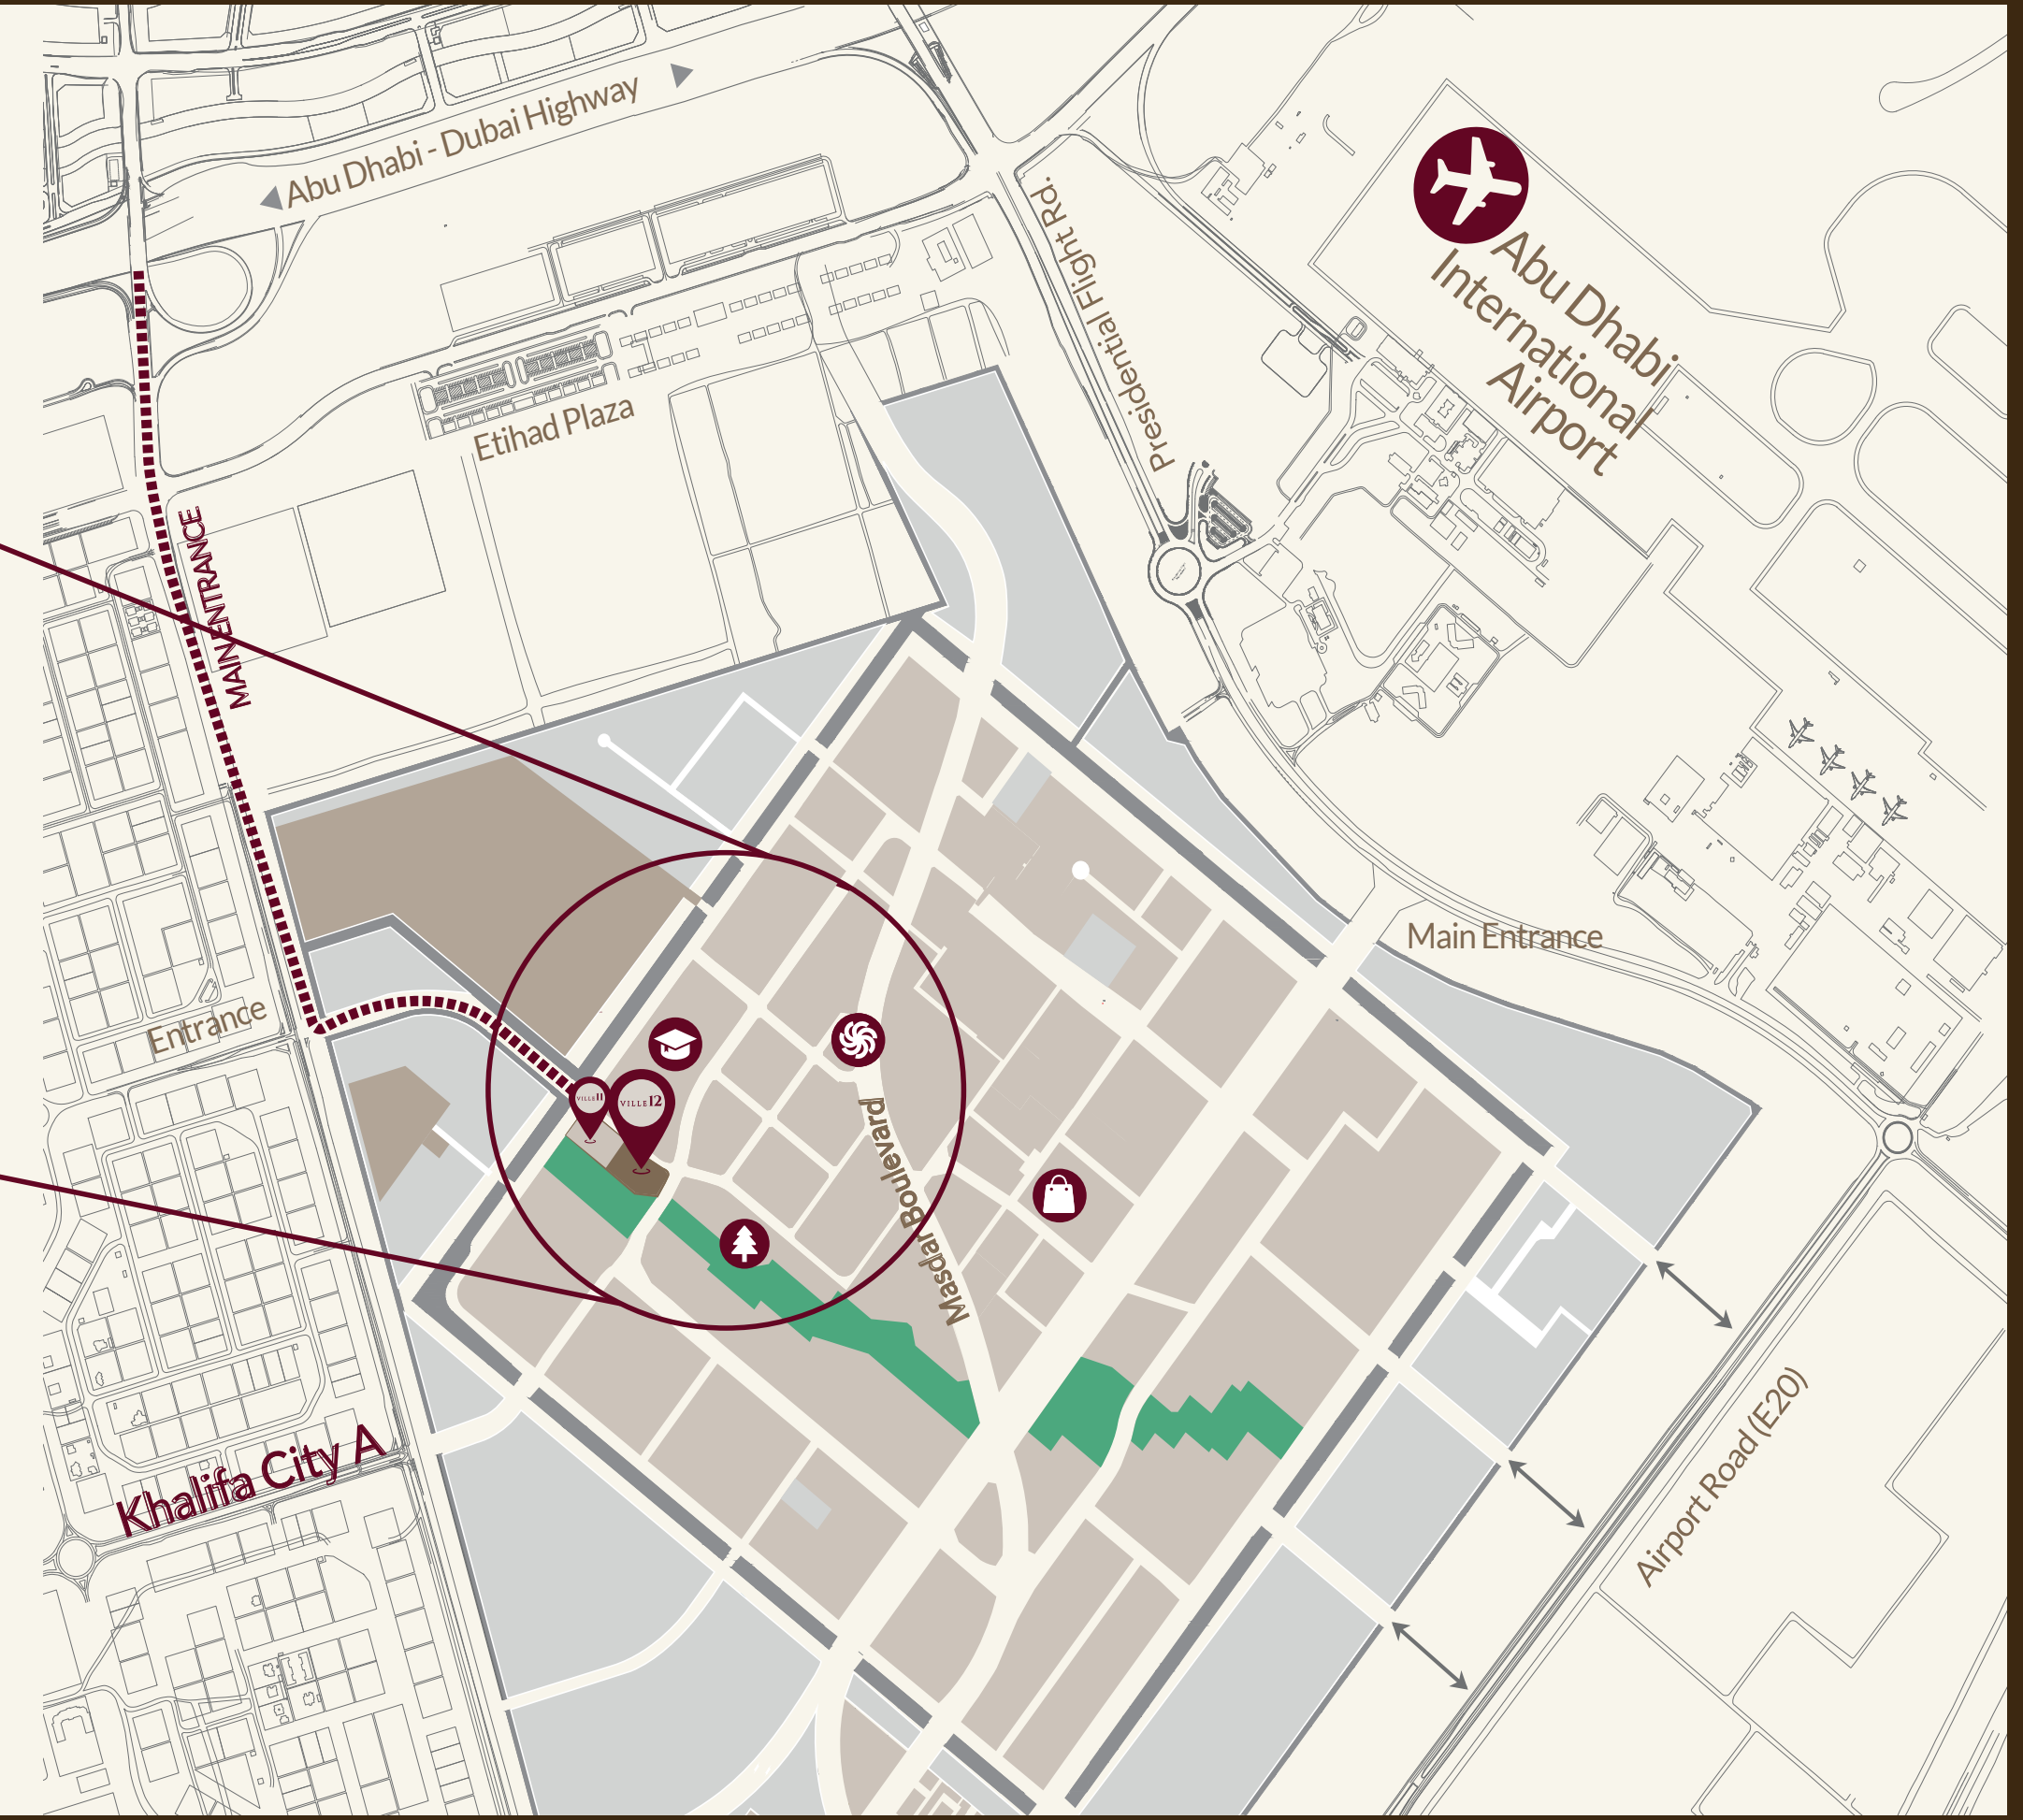 Abu Dhabi - Dubai Highway
Presidential Flight Rd.
Abu Dhabi
International
Airport
Etihad Plaza
MAIN ENTRANCE
Main Entrance
Entrance
VILLE 11
VILLE 12
Masdar Boulevard
Khalifa City A
Airport Road (E20)